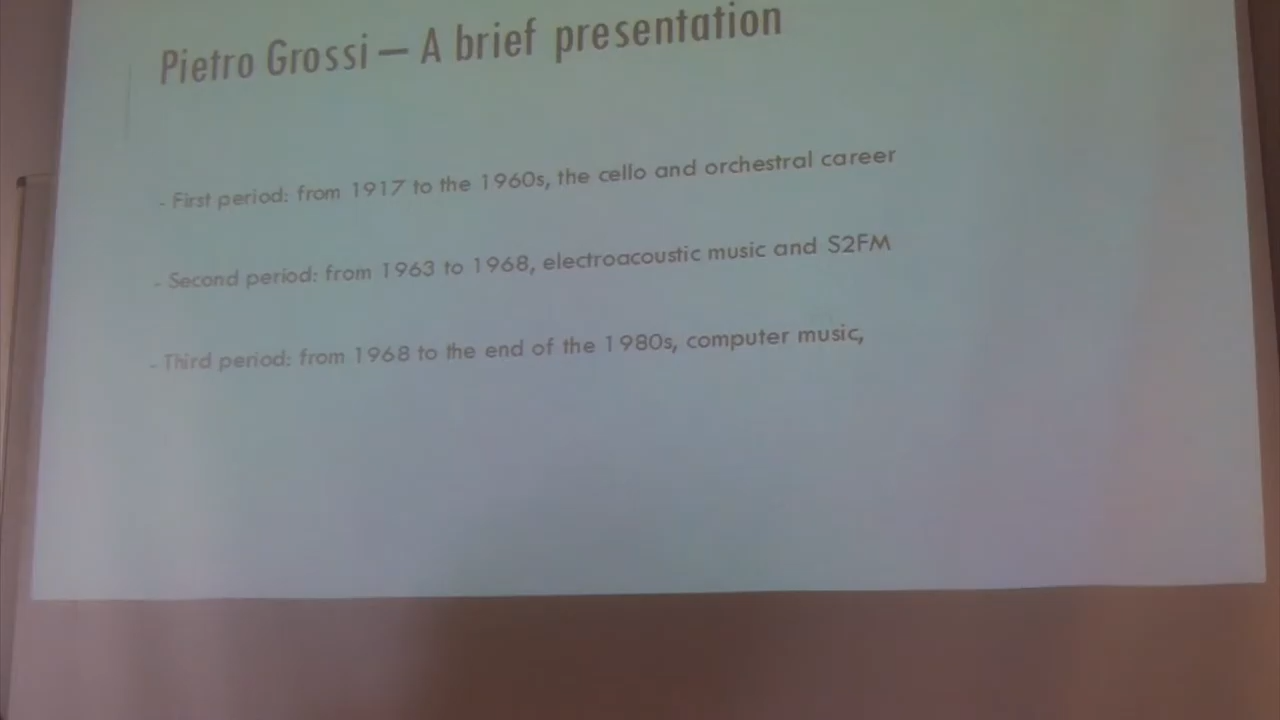 Pietro Grossi – A brief presentation
- First period: from 1917 to the 1960s, the cello and orchestral career
- Second period: from 1963 to 1968, electroacoustic music and S2FM
- Third period: from 1968 to the end of the 1980s, computer music,